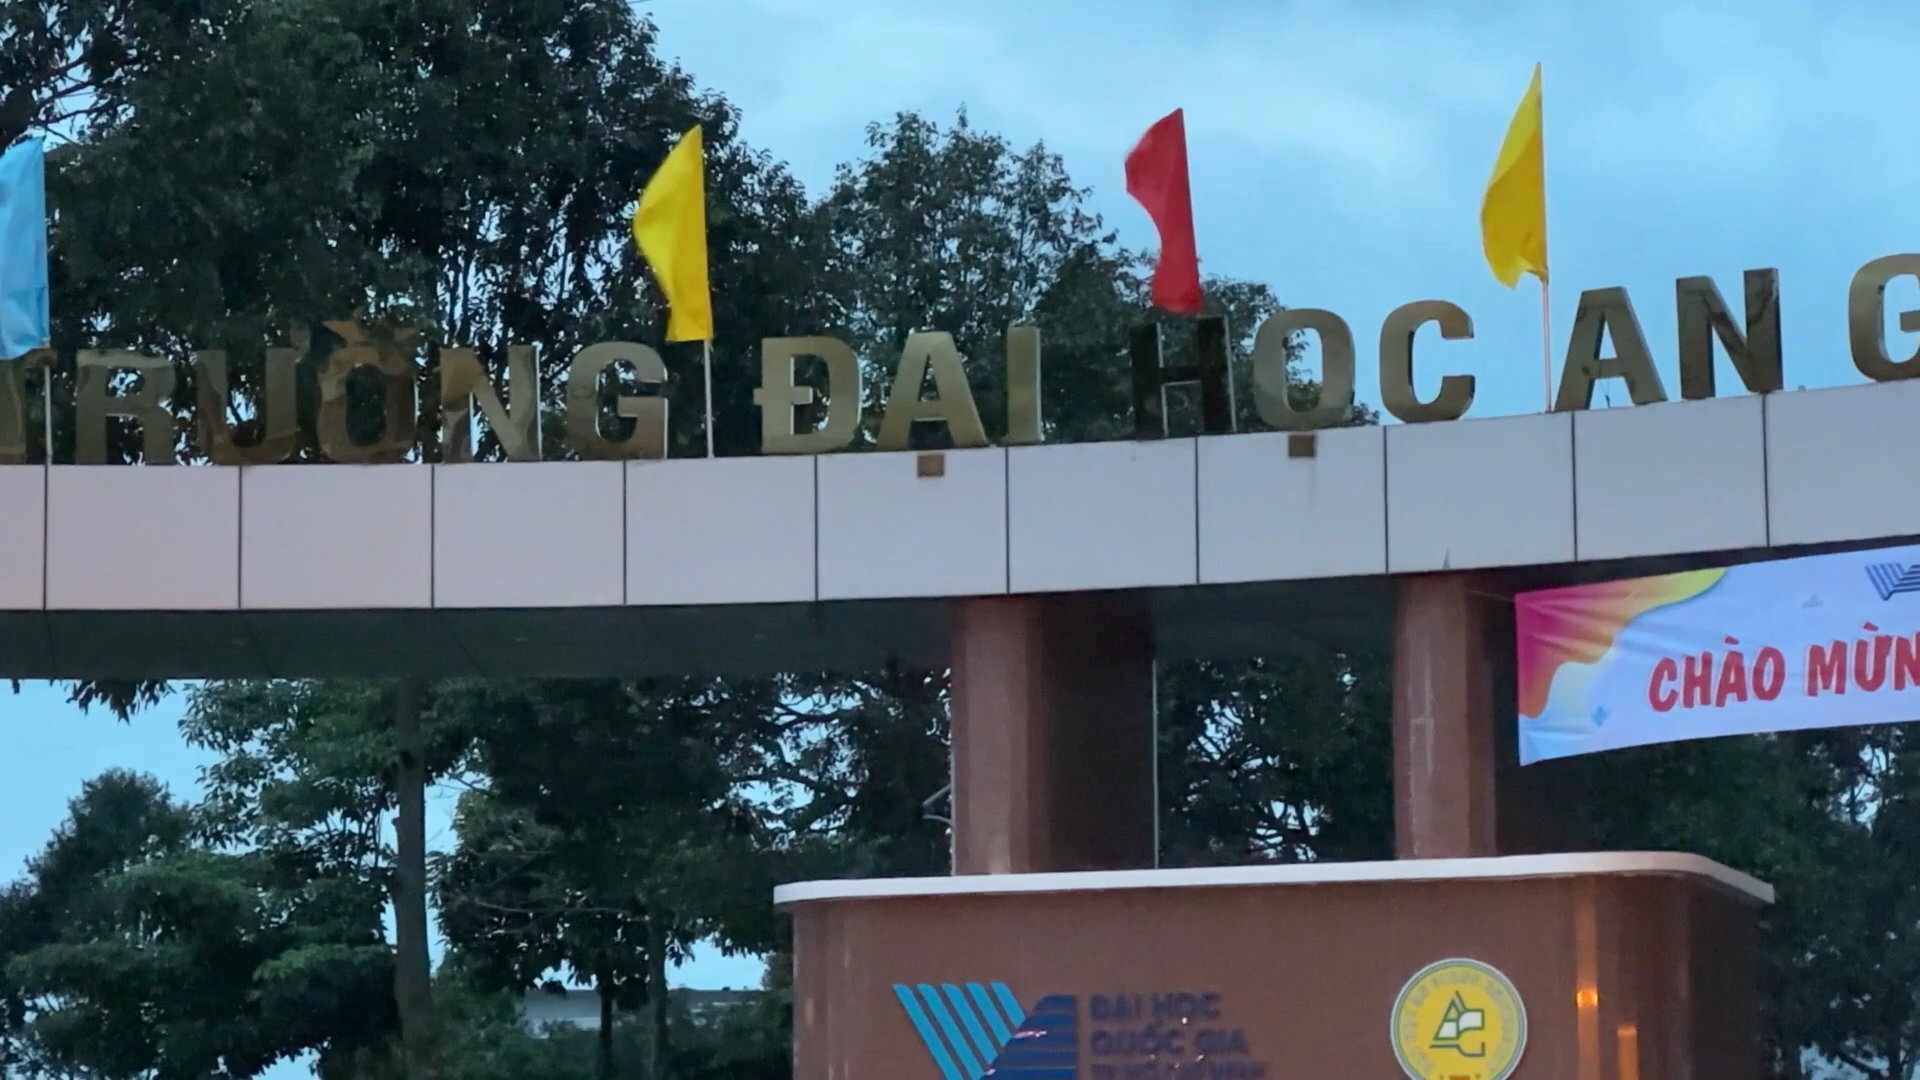 TRƯỜNG ĐẠI HỌC AN G
CHÀO MỪN
ĐẠI HỌC
QUỐC GIA